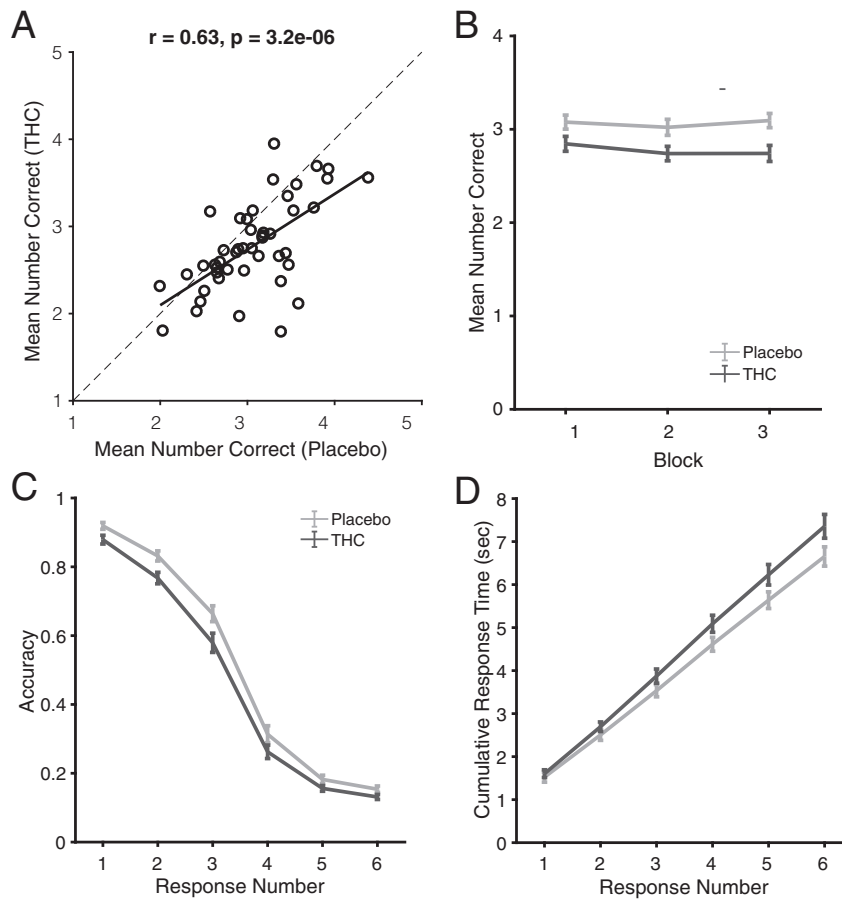 A
r = 0.63, p = 3.2e-06
5
4
3
2
1
1 2 3 4 5
Mean Number Correct (THC)
Mean Number Correct (Placebo)
B
4
3
2
1
0
1 2 3
Mean Number Correct
Block
Placebo
THC
C
1
0.8
0.6
0.4
0.2
0
1 2 3 4 5 6
Accuracy
Response Number
Placebo
THC
D
8
7
6
5
4
3
2
1
0
1 2 3 4 5 6
Cumulative Response Time (sec)
Response Number